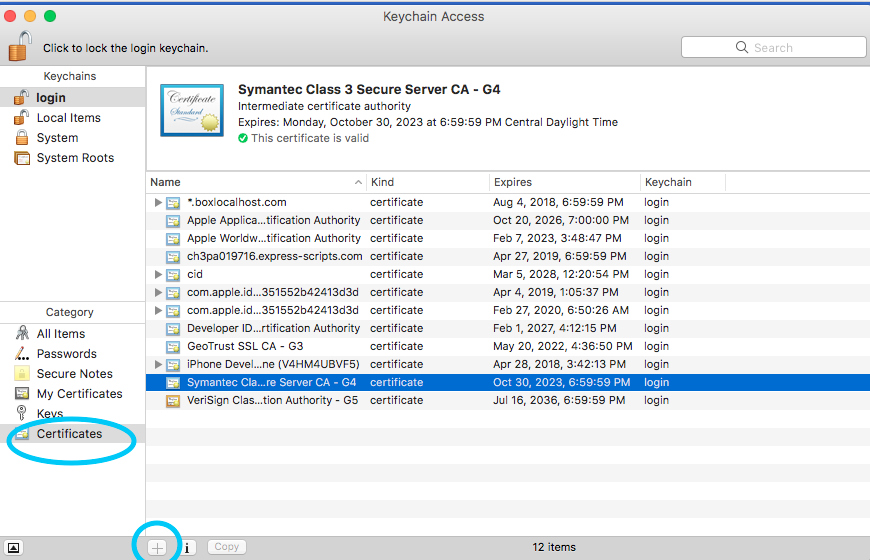 Keychain Access
Click to lock the login keychain.
Search
Keychains
login
Local Items
System
System Roots
Certificate
Standard
Symantec Class 3 Secure Server CA - G4
Intermediate certificate authority
Expires: Monday, October 30, 2023 at 6:59:59 PM Central Daylight Time
This certificate is valid
Name Kind Expires Keychain
*.boxlocalhost.com certificate Aug 4, 2018, 6:59:59 PM login
Apple Applica...tification Authority certificate Oct 20, 2026, 7:00:00 PM login
Apple Worldw...tification Authority certificate Feb 7, 2023, 3:48:47 PM login
ch3pa019716.express-scripts.com certificate Apr 27, 2019, 6:59:59 PM login
cid certificate Mar 5, 2028, 12:20:54 PM login
com.apple.id...351552b42413d3d certificate Apr 4, 2019, 1:05:37 PM login
com.apple.id...351552b42413d3d certificate Feb 27, 2020, 6:50:26 AM login
Developer ID...rtification Authority certificate Feb 1, 2027, 4:12:15 PM login
GeoTrust SSL CA - G3 certificate May 20, 2022, 4:36:50 PM login
iPhone Devel...ne (V4HM4UBVF5) certificate Apr 28, 2018, 3:42:13 PM login
Symantec Cla...re Server CA - G4 certificate Oct 30, 2023, 6:59:59 PM login
VeriSign Clas...tion Authority - G5 certificate Jul 16, 2036, 6:59:59 PM login
Category
All Items
Passwords
Secure Notes
My Certificates
Keys
Certificates
+ i Copy
12 items